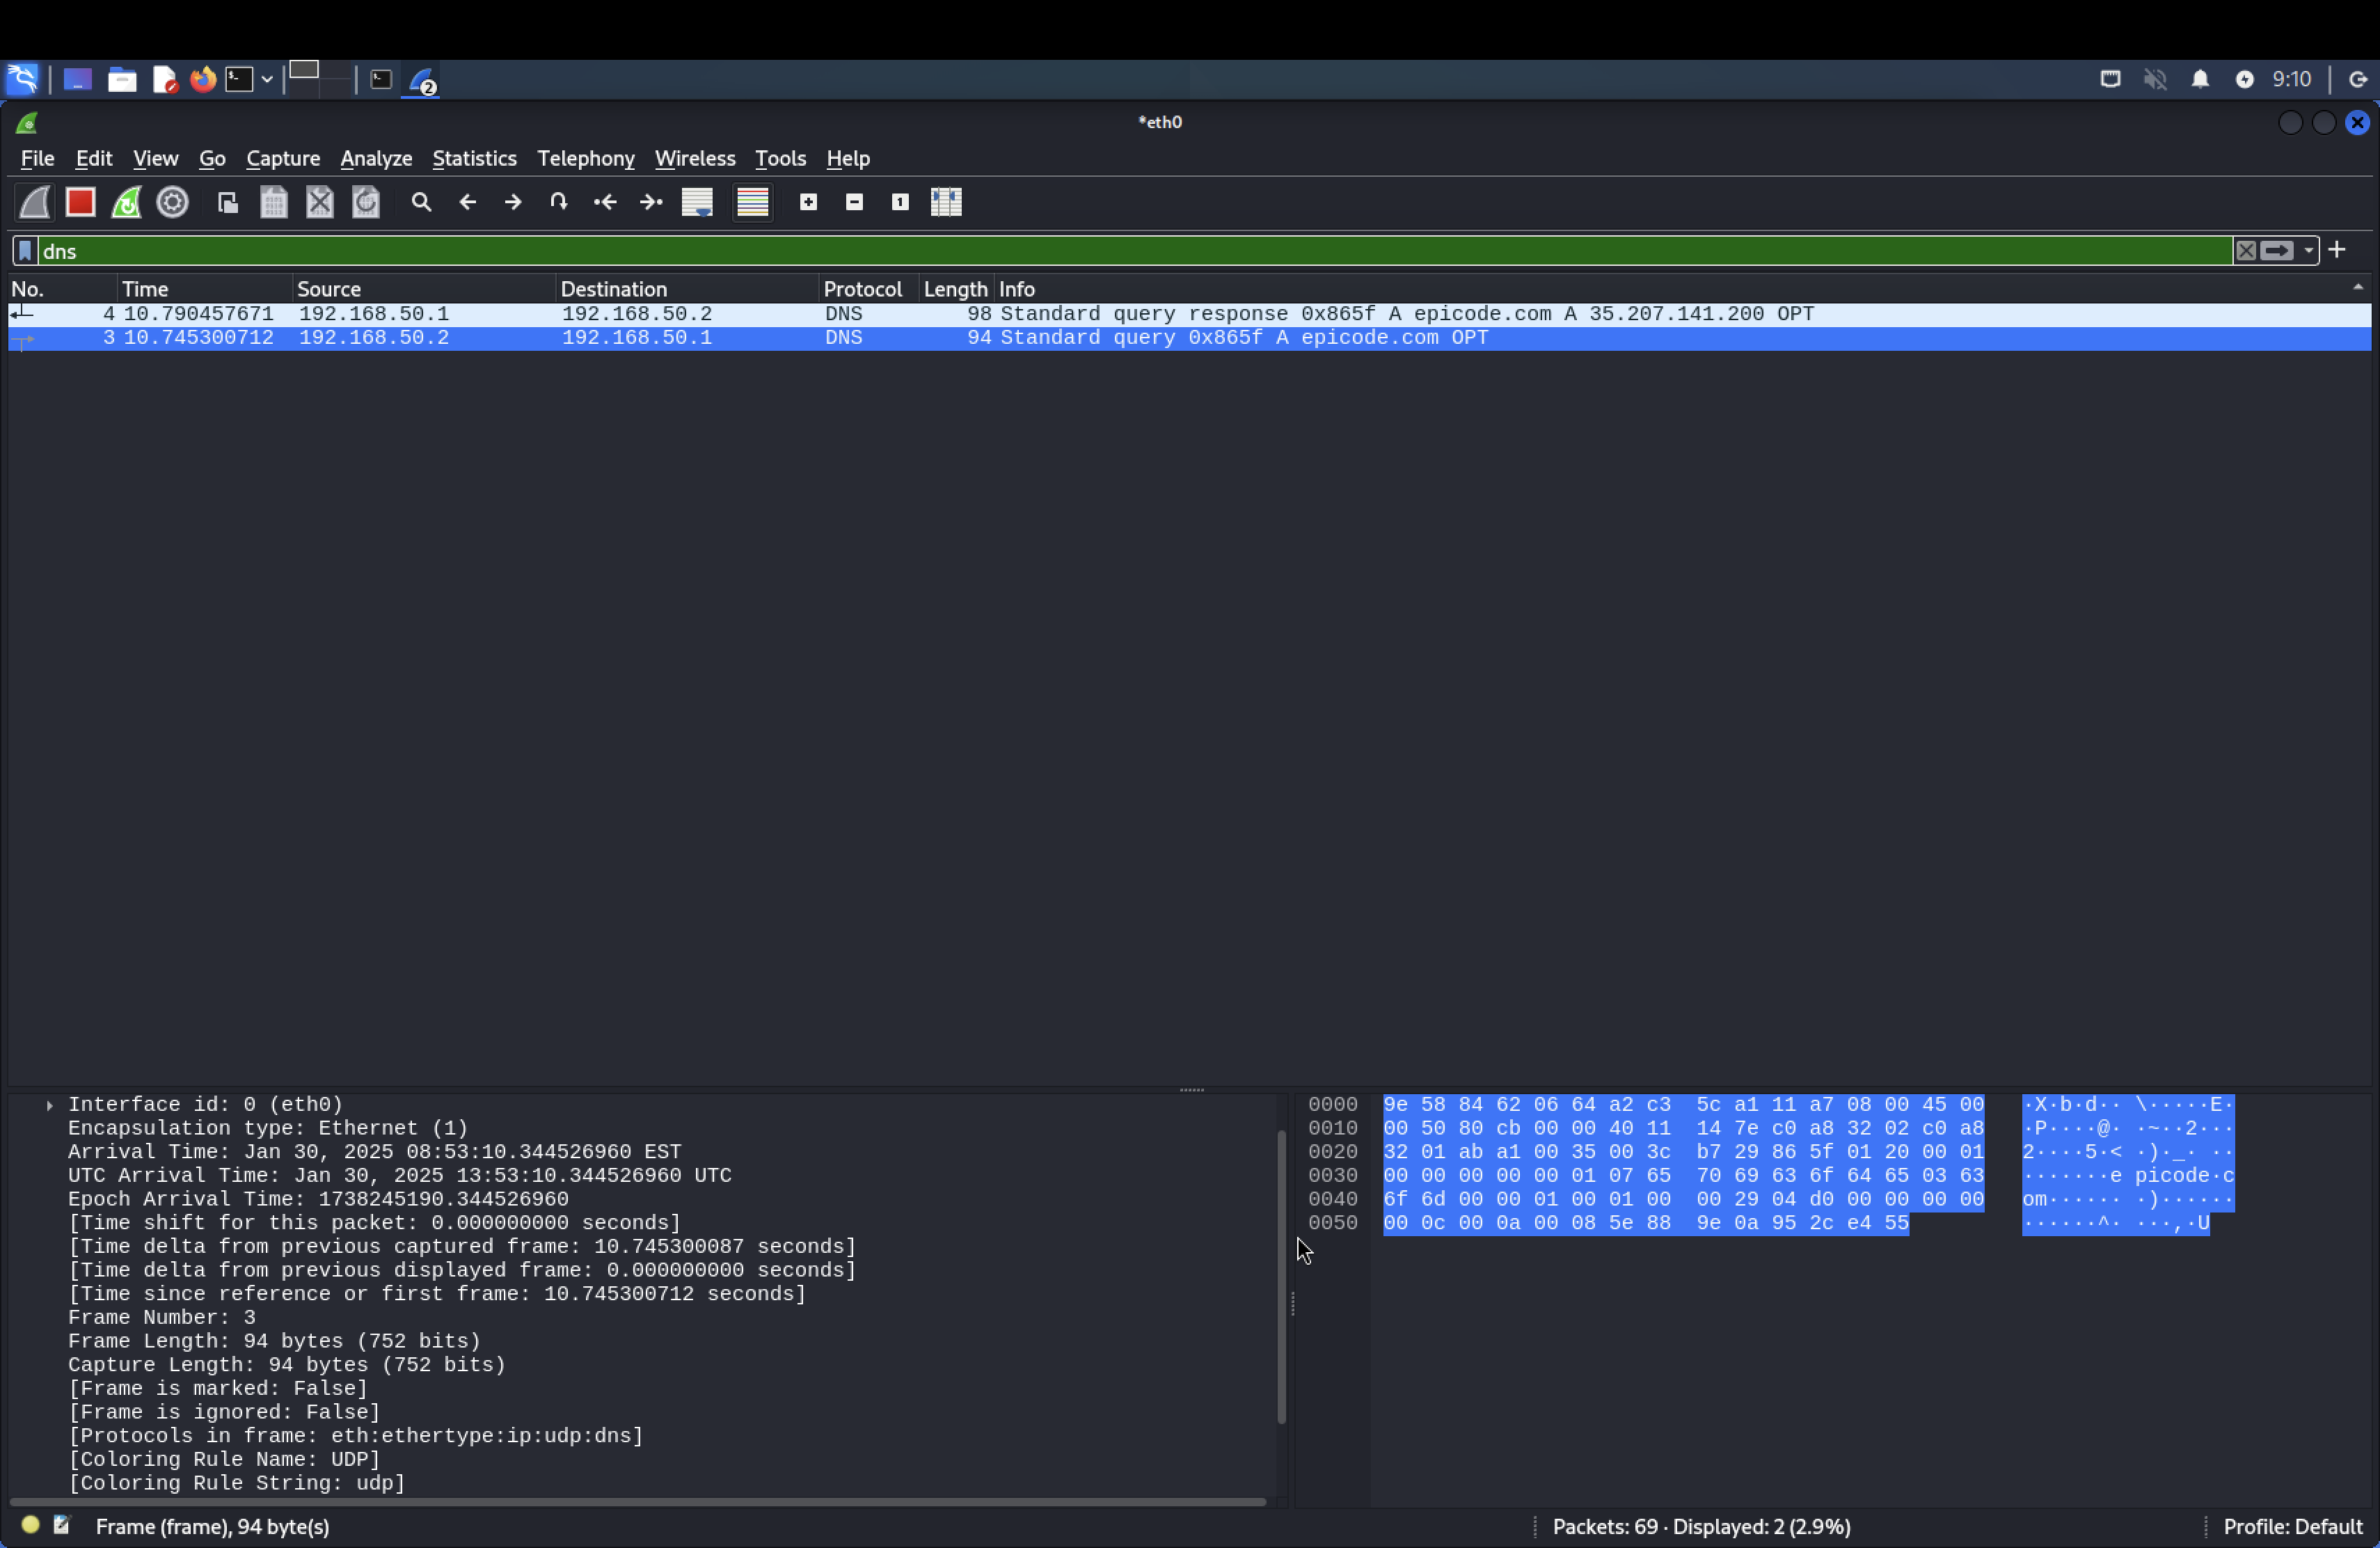 2
9:10
*eth0
File Edit View Go Capture Analyze Statistics Telephony Wireless Tools Help
dns
No. Time Source Destination Protocol Length Info
4 10.790457671 192.168.50.1 192.168.50.2 DNS 98 Standard query response 0x865f A epicode.com A 35.207.141.200 OPT
3 10.745300712 192.168.50.2 192.168.50.1 DNS 94 Standard query 0x865f A epicode.com OPT
Interface id: 0 (eth0)
Encapsulation type: Ethernet (1)
Arrival Time: Jan 30, 2025 08:53:10.344526960 EST
UTC Arrival Time: Jan 30, 2025 13:53:10.344526960 UTC
Epoch Arrival Time: 1738245190.344526960
[Time shift for this packet: 0.000000000 seconds]
[Time delta from previous captured frame: 10.745300087 seconds]
[Time delta from previous displayed frame: 0.000000000 seconds]
[Time since reference or first frame: 10.745300712 seconds]
Frame Number: 3
Frame Length: 94 bytes (752 bits)
Capture Length: 94 bytes (752 bits)
[Frame is marked: False]
[Frame is ignored: False]
[Protocols in frame: eth:ethertype:ip:udp:dns]
[Coloring Rule Name: UDP]
[Coloring Rule String: udp]
0000 9e 58 84 62 06 64 a2 c3 5c a1 11 a7 08 00 45 00 ·X·b·d·· \·····E·
0010 00 50 80 cb 00 00 40 11 14 7e c0 a8 32 02 c0 a8 ·P····@· ·~··2···
0020 32 01 ab a1 00 35 00 3c b7 29 86 5f 01 20 00 01 2····5·< ·)·_· ··
0030 00 00 00 00 00 01 07 65 70 69 63 6f 64 65 03 63 ·······e picode·c
0040 6f 6d 00 00 01 00 01 00 00 29 04 d0 00 00 00 00 om······ ·)······
0050 00 0c 00 0a 00 08 5e 88 9e 0a 95 2c e4 55 ······^· ···,·U
Frame (frame), 94 byte(s)
Packets: 69 · Displayed: 2 (2.9%)
Profile: Default